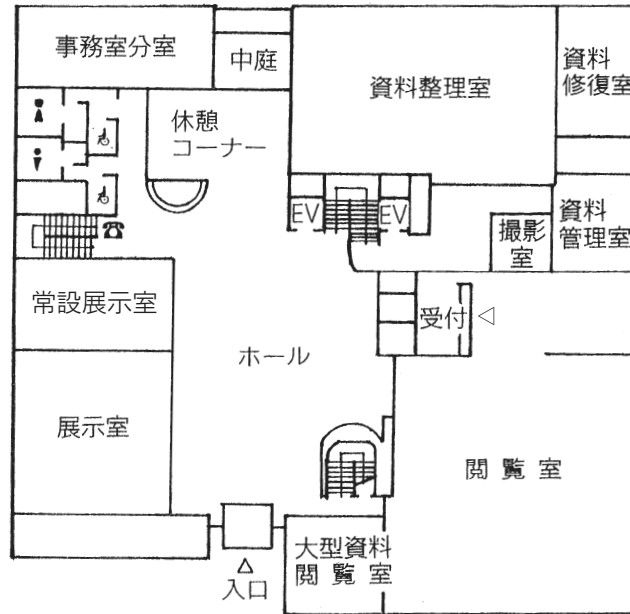 事務室分室
中庭
資料整理室
資料
修復室
休憩
コーナー
EV
EV
撮影
室
資料
管理室
常設展示室
受付
ホール
展示室
閲覧室
大型資料
閲覧室
入口